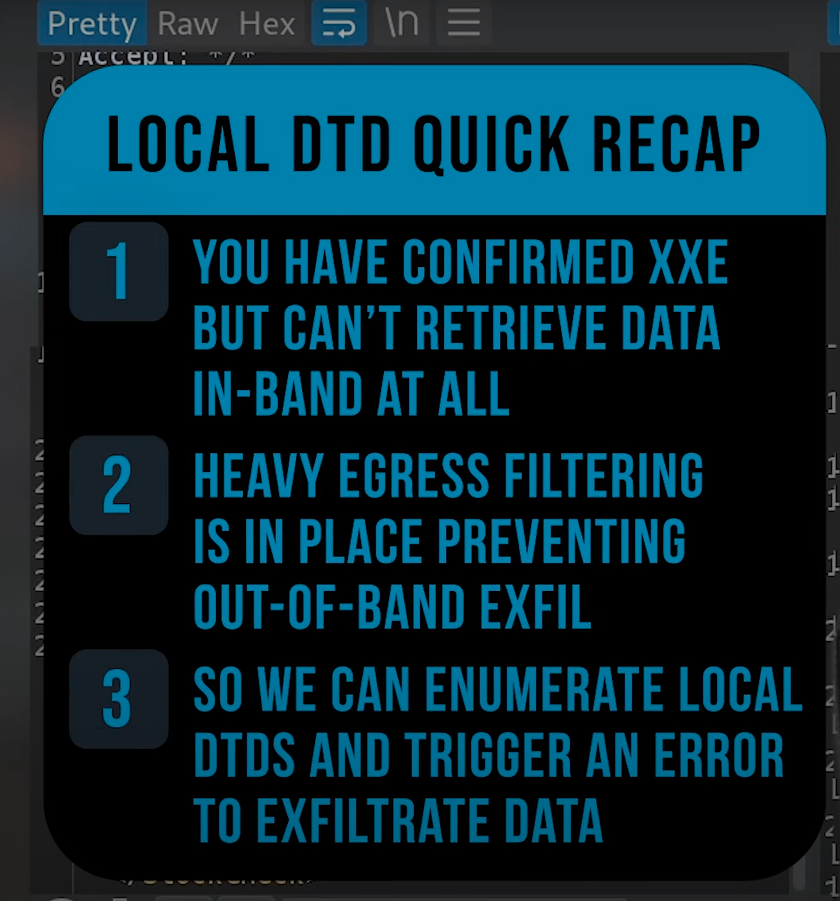 Pretty Raw Hex \n
5 Accept: */*
6
LOCAL DTD QUICK RECAP
1 YOU HAVE CONFIRMED XXE
BUT CAN'T RETRIEVE DATA
IN-BAND AT ALL
2 HEAVY EGRESS FILTERING
IS IN PLACE PREVENTING
OUT-OF-BAND EXFIL
3 SO WE CAN ENUMERATE LOCAL
DTDS AND TRIGGER AN ERROR
TO EXFILTRATE DATA